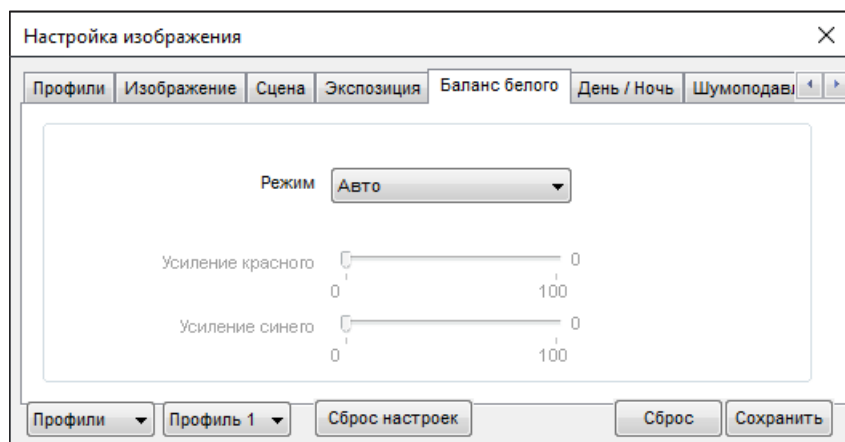 Настройка изображения
Профили Изображение Сцена Экспозиция Баланс белого День / Ночь Шумоподавл
Режим Авто
Усиление красного 0
0 100
Усиление синего 0
0 100
Профили Профиль 1 Сброс настроек Сброс Сохранить